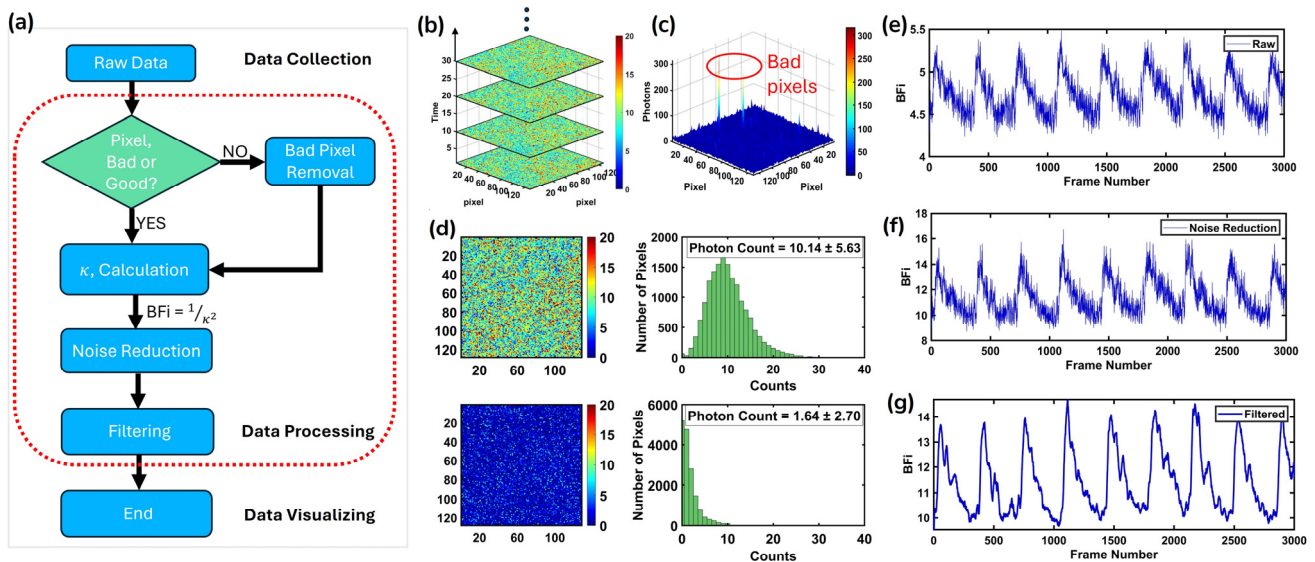 (a)
Raw Data
Data Collection
Pixel,
Bad or
Good?
NO
Bad Pixel
Removal
YES
κ, Calculation
BFi = 1/κ²
Noise Reduction
Filtering
Data Processing
End
Data Visualizing
(b)
Time
30
20
10
20 40 60 80 100 120
pixel
20 40 60 80 100 120
pixel
20
15
10
5
0
(c)
Photons
300
200
100
0
Bad
pixels
20 40 60 80 100 120
Pixel
120 100 80 60 40 20
Pixel
300
250
200
150
100
50
0
(d)
20
40
60
80
100
120
20 60 100
20
15
10
5
0
Number of Pixels
2000
1500
1000
500
0
Photon Count = 10.14 ± 5.63
0 10 20 30 40
Counts
20
40
60
80
100
120
20 60 100
20
15
10
5
0
Number of Pixels
6000
4000
2000
0
Photon Count = 1.64 ± 2.70
0 10 20 30 40
Counts
(e)
BFi
5.5
5
4.5
4
Raw
0 500 1000 1500 2000 2500 3000
Frame Number
(f)
BFi
18
16
14
12
10
8
Noise Reduction
0 500 1000 1500 2000 2500 3000
Frame Number
(g)
BFi
14
13
12
11
10
Filtered
0 500 1000 1500 2000 2500 3000
Frame Number